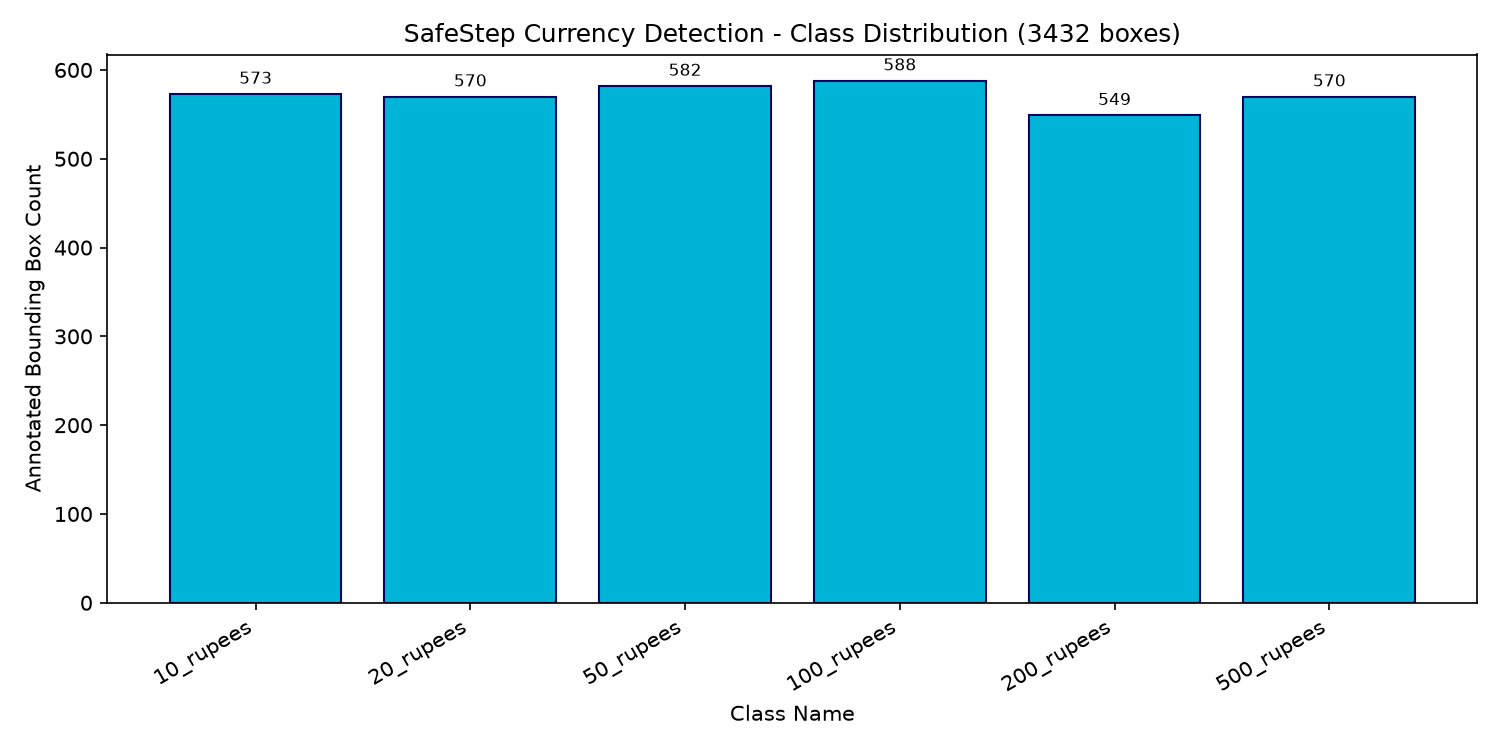 SafeStep Currency Detection - Class Distribution (3432 boxes)
Annotated Bounding Box Count
600
500
400
300
200
100
0
573
570
582
588
549
570
10_rupees
20_rupees
50_rupees
100_rupees
200_rupees
500_rupees
Class Name